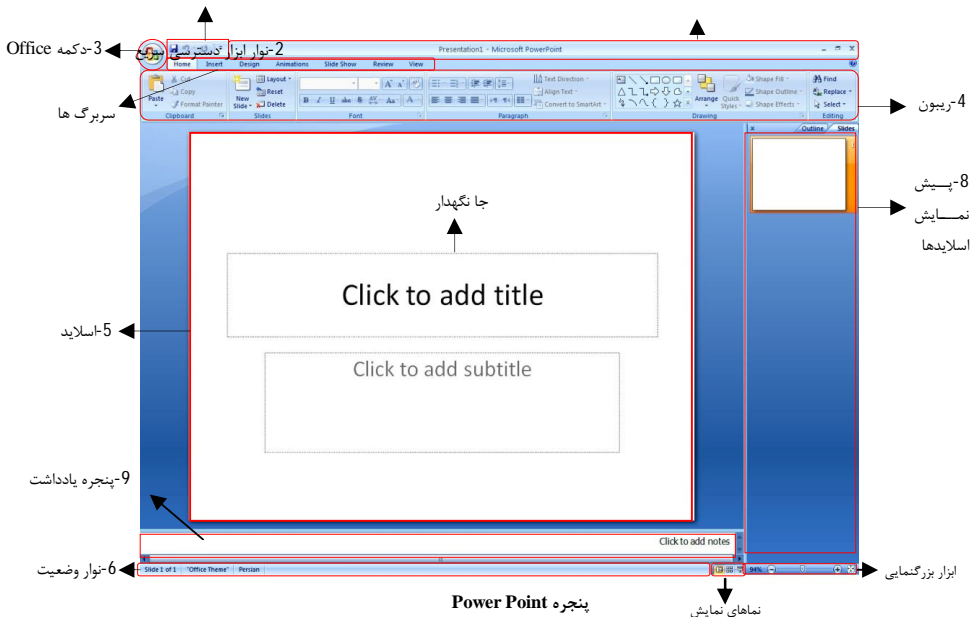 2-نوار ابزار دسترسی سریع
3-دکمه Office
Presentation1 - Microsoft PowerPoint
Home Insert Design Animations Slide Show Review View
سربرگ ها
Paste
Cut
Copy
Format Painter
Clipboard
New Slide
Layout
Reset
Delete
Slides
B I U abe S AV Aa A
Font
Text Direction
Align Text
Convert to SmartArt
Paragraph
Arrange
Quick Styles
Shape Fill
Shape Outline
Shape Effects
Drawing
Find
Replace
Select
Editing
4-ریبون
Outline Slides
1
8-پیش
نمایش
اسلایدها
جا نگهدار
Click to add title
Click to add subtitle
5-اسلاید
9-پنجره یادداشت
Click to add notes
6-نوار وضعیت
Slide 1 of 1 "Office Theme" Persian
94%
ابزار بزرگنمایی
نماهای نمایش
پنجره Power Point